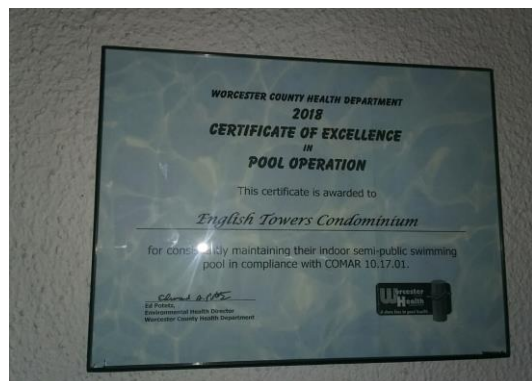 WORCESTER COUNTY HEALTH DEPARTMENT
2018
CERTIFICATE OF EXCELLENCE
IN
POOL OPERATION
This certificate is awarded to
English Towers Condominium
for consistently maintaining their indoor semi-public swimming
pool in compliance with COMAR 10.17.01.
Ed Potetz,
Environmental Health Director
Worcester County Health Department
Worcester
Health